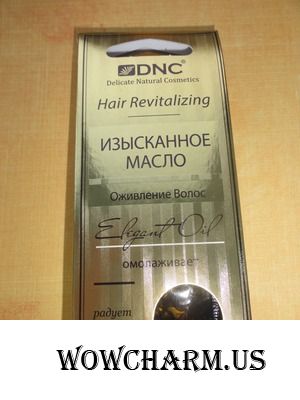 DNC
Delicate Natural Cosmetics
Hair Revitalizing
ИЗЫСКАННОЕ
МАСЛО
Оживление Волос
Elegant Oil
омолаживает
радует
WOWCHARM.US